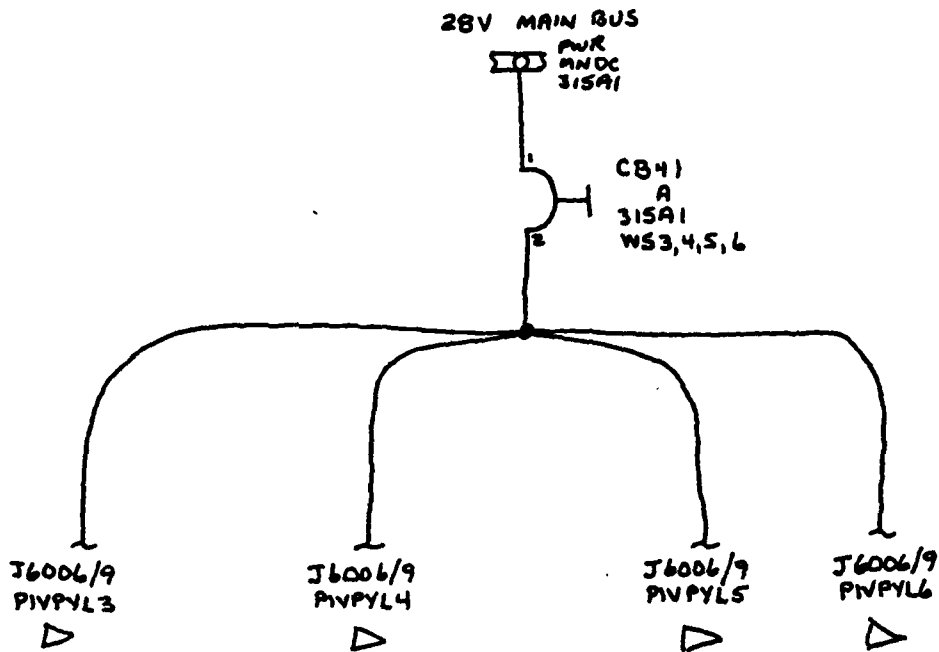 28V MAIN BUS
PWR
MNDC
315A1
1
CB41
A
315A1
WS3,4,5,6
2
J6006/9
PIVPYL3
J6006/9
PIVPYL4
J6006/9
PIVPYL5
J6006/9
PIVPYL6